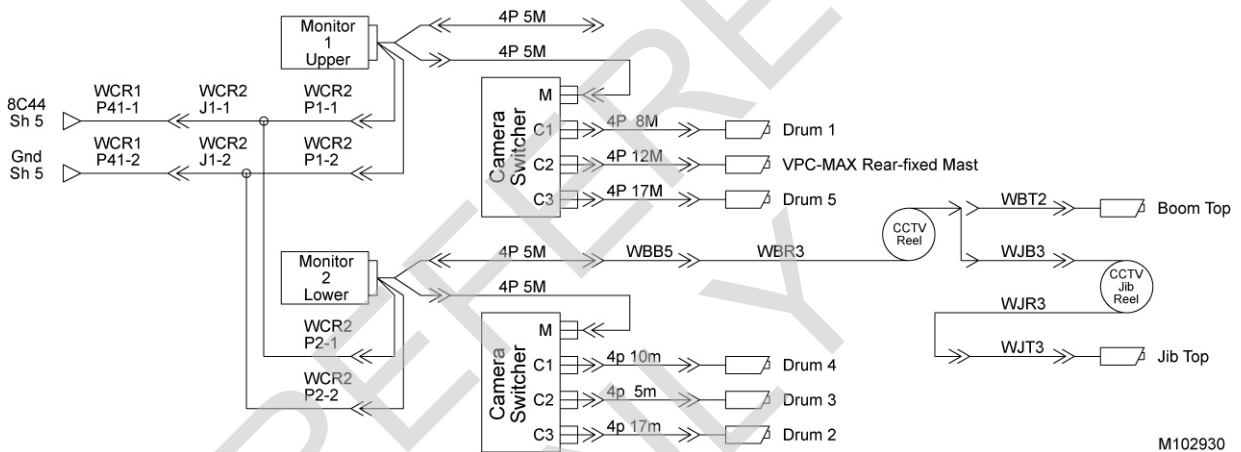 4P 5M
Monitor
1
Upper
4P 5M
8C44
Sh 5
WCR1
P41-1
WCR2
J1-1
WCR2
P1-1
M
C1
4P 8M
Drum 1
Gnd
Sh 5
WCR1
P41-2
WCR2
J1-2
WCR2
P1-2
Camera
Switcher
C2
4P 12M
VPC-MAX Rear-fixed Mast
C3
4P 17M
Drum 5
CCTV
Reel
WBT2
Boom Top
Monitor
2
Lower
4P 5M
WBB5
WBR3
WJB3
CCTV
Jib
Reel
4P 5M
WJR3
WCR2
P2-1
M
WJT3
Jib Top
C1
4p 10m
Drum 4
WCR2
P2-2
Camera
Switcher
C2
4p 5m
Drum 3
C3
4p 17m
Drum 2
M102930